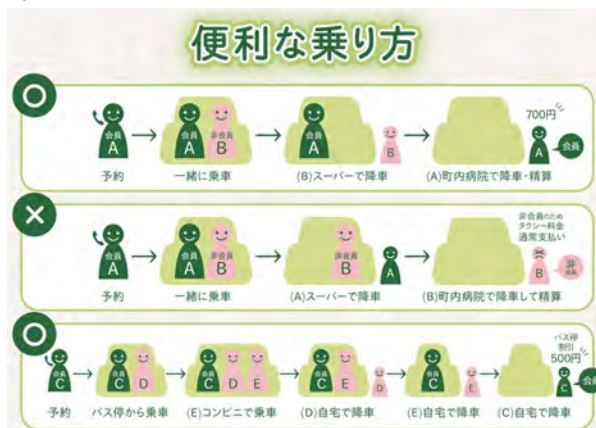 便利な乗り方
会員
A
会員
A
非会員
B
会員
A
B
700円
A
会員
予約
一緒に乗車
(B)スーパーで降車
(A)町内病院で降車・精算
会員
A
会員
A
非会員
B
非会員
B
A
非会員のため
タクシー料金
通常支払い
B
非会員
予約
一緒に乗車
(A)スーパーで降車
(B)町内病院で降車して精算
会員
C
会員
C
D
会員
C
D
E
会員
C
E
D
会員
C
E
バス停
割引
500円
C
会員
予約
バス停から乗車
(E)コンビニで乗車
(D)自宅で降車
(E)自宅で降車
(C)自宅で降車